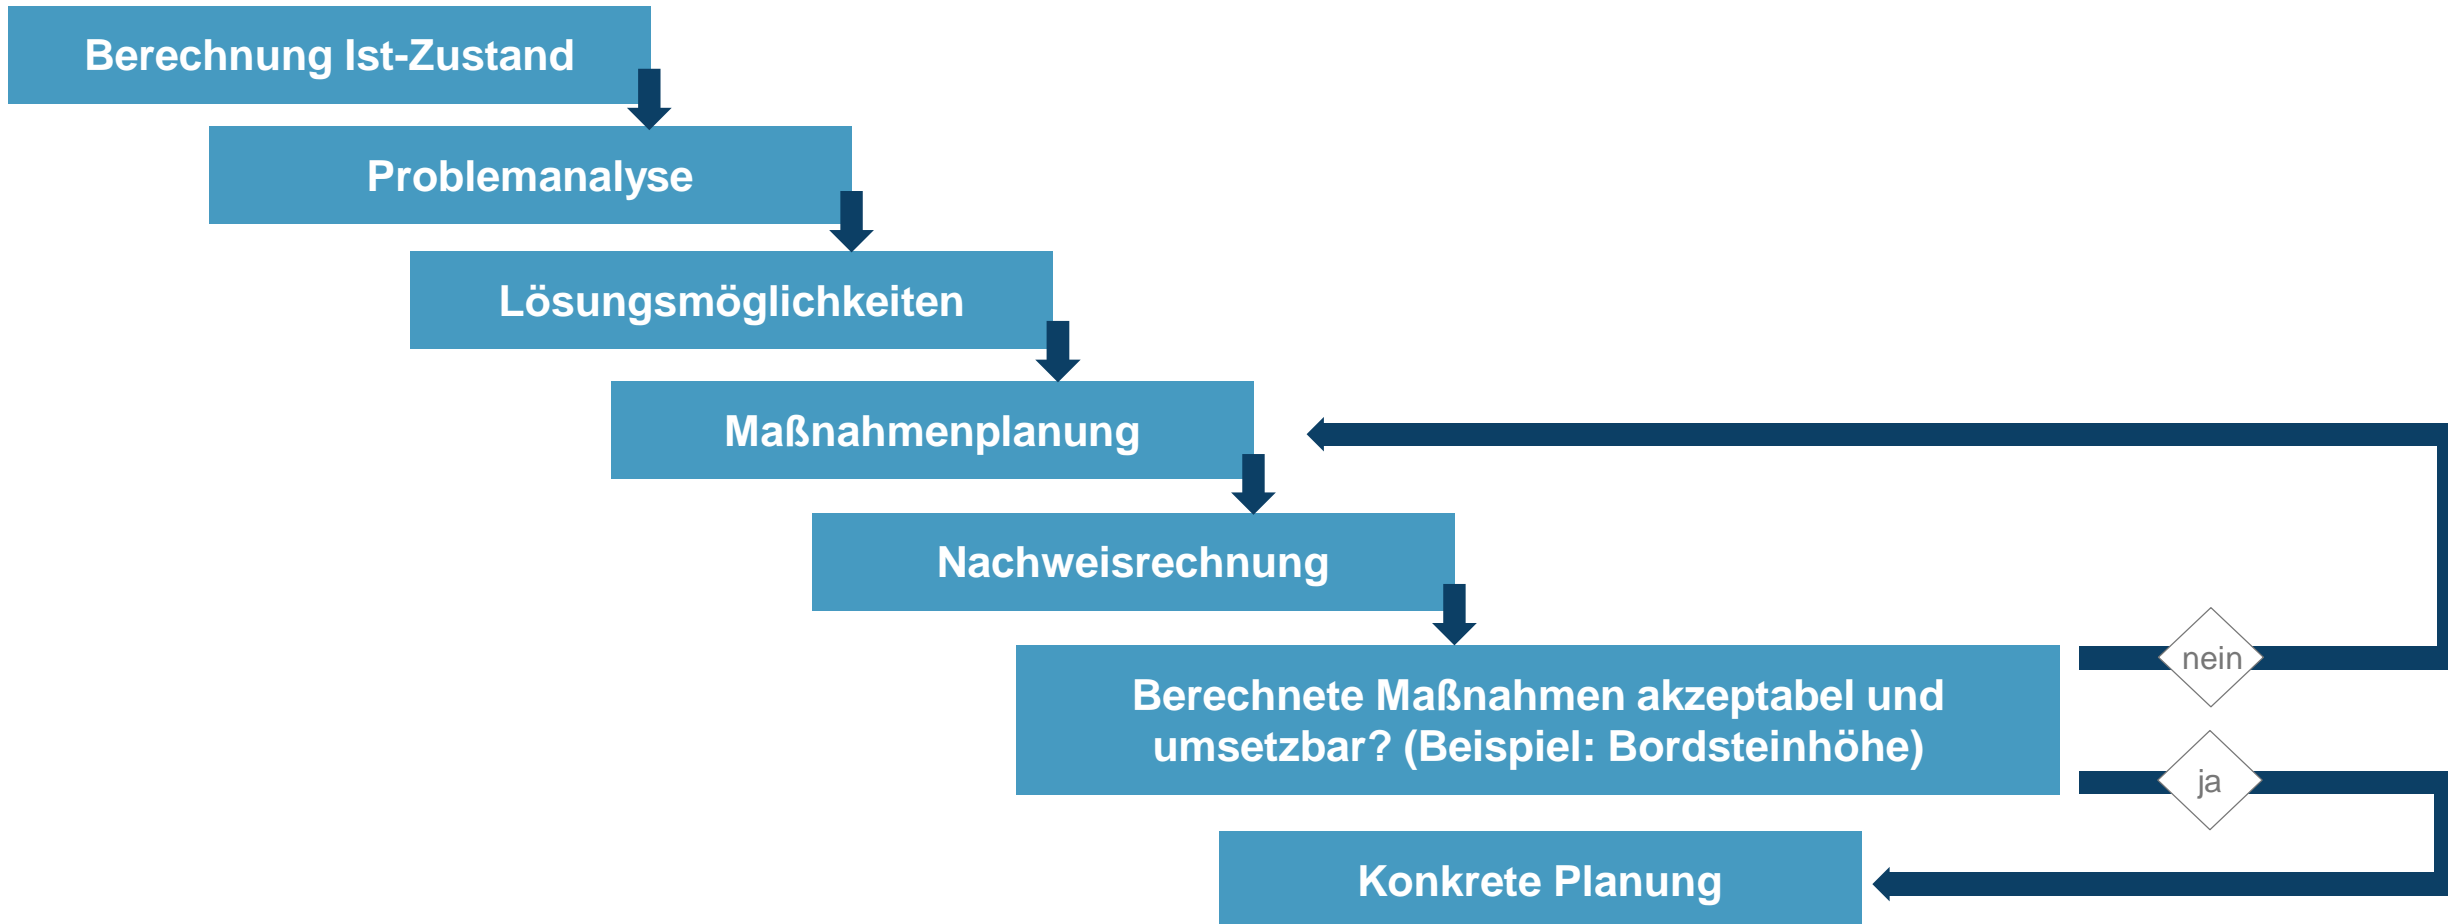 Berechnung Ist-Zustand
Problemanalyse
Lösungsmöglichkeiten
Maßnahmenplanung
Nachweisrechnung
Berechnete Maßnahmen akzeptabel und
umsetzbar? (Beispiel: Bordsteinhöhe)
nein
ja
Konkrete Planung